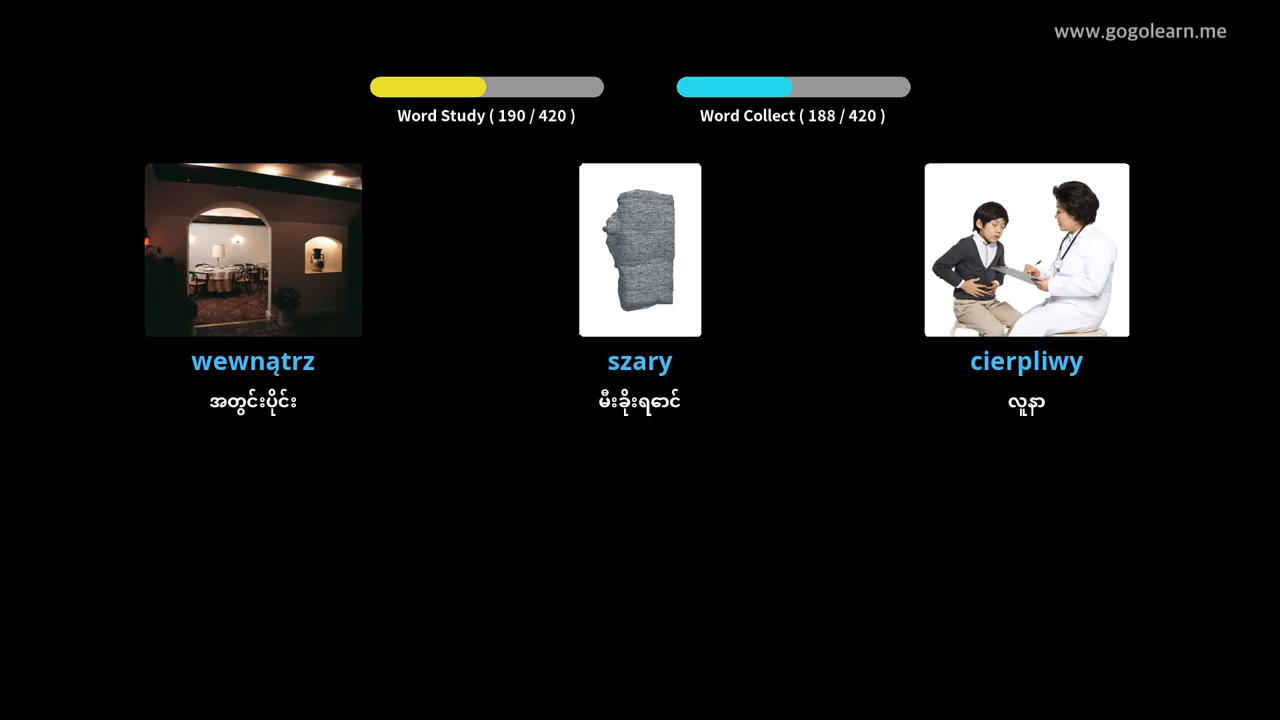 www.gogolearn.me
Word Study ( 190 / 420 )
Word Collect ( 188 / 420 )
wewnątrz
szary
cierpliwy
အတွင်းပိုင်း
မီးခိုးရောင်
လူနာ